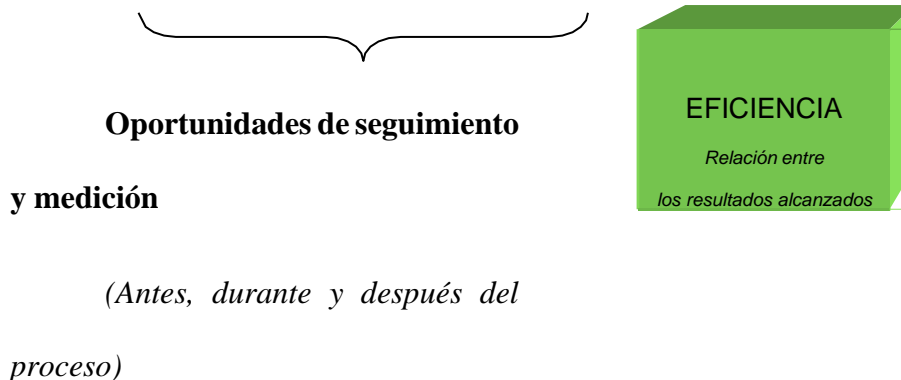 Oportunidades de seguimiento
y medición
(Antes, durante y después del
proceso)
EFICIENCIA
Relación entre
los resultados alcanzados